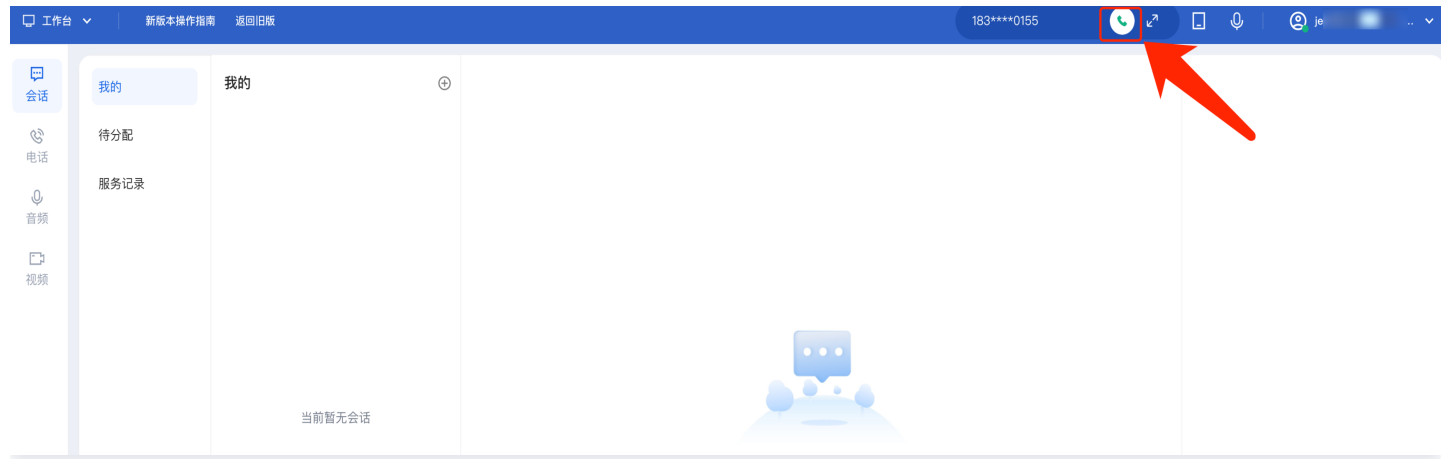 工作台 新版本操作指南 返回旧版 183****0155 je ..
会话
电话
音频
视频
我的
待分配
服务记录
我的
当前暂无会话